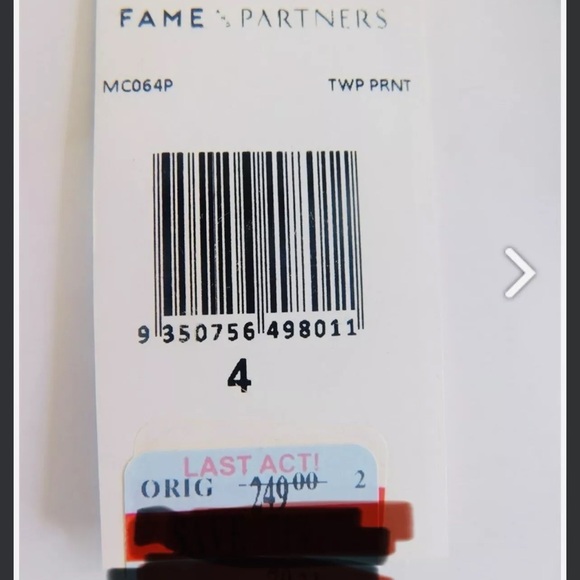 FAME & PARTNERS
MC064P TWP PRNT
9 350756 498011
4
LAST ACT!
ORIG 249.00 2